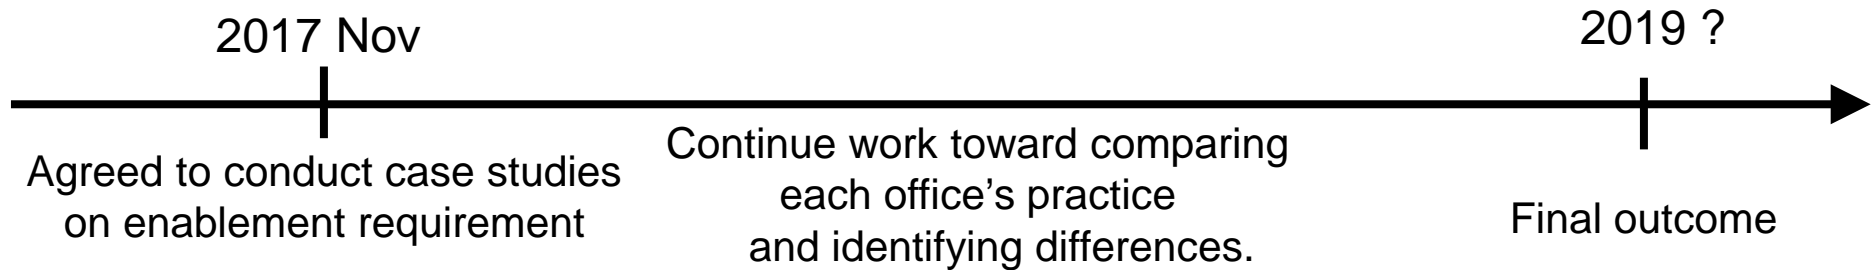 2017 Nov
2019 ?
Agreed to conduct case studies
on enablement requirement
Continue work toward comparing
each office’s practice
and identifying differences.
Final outcome